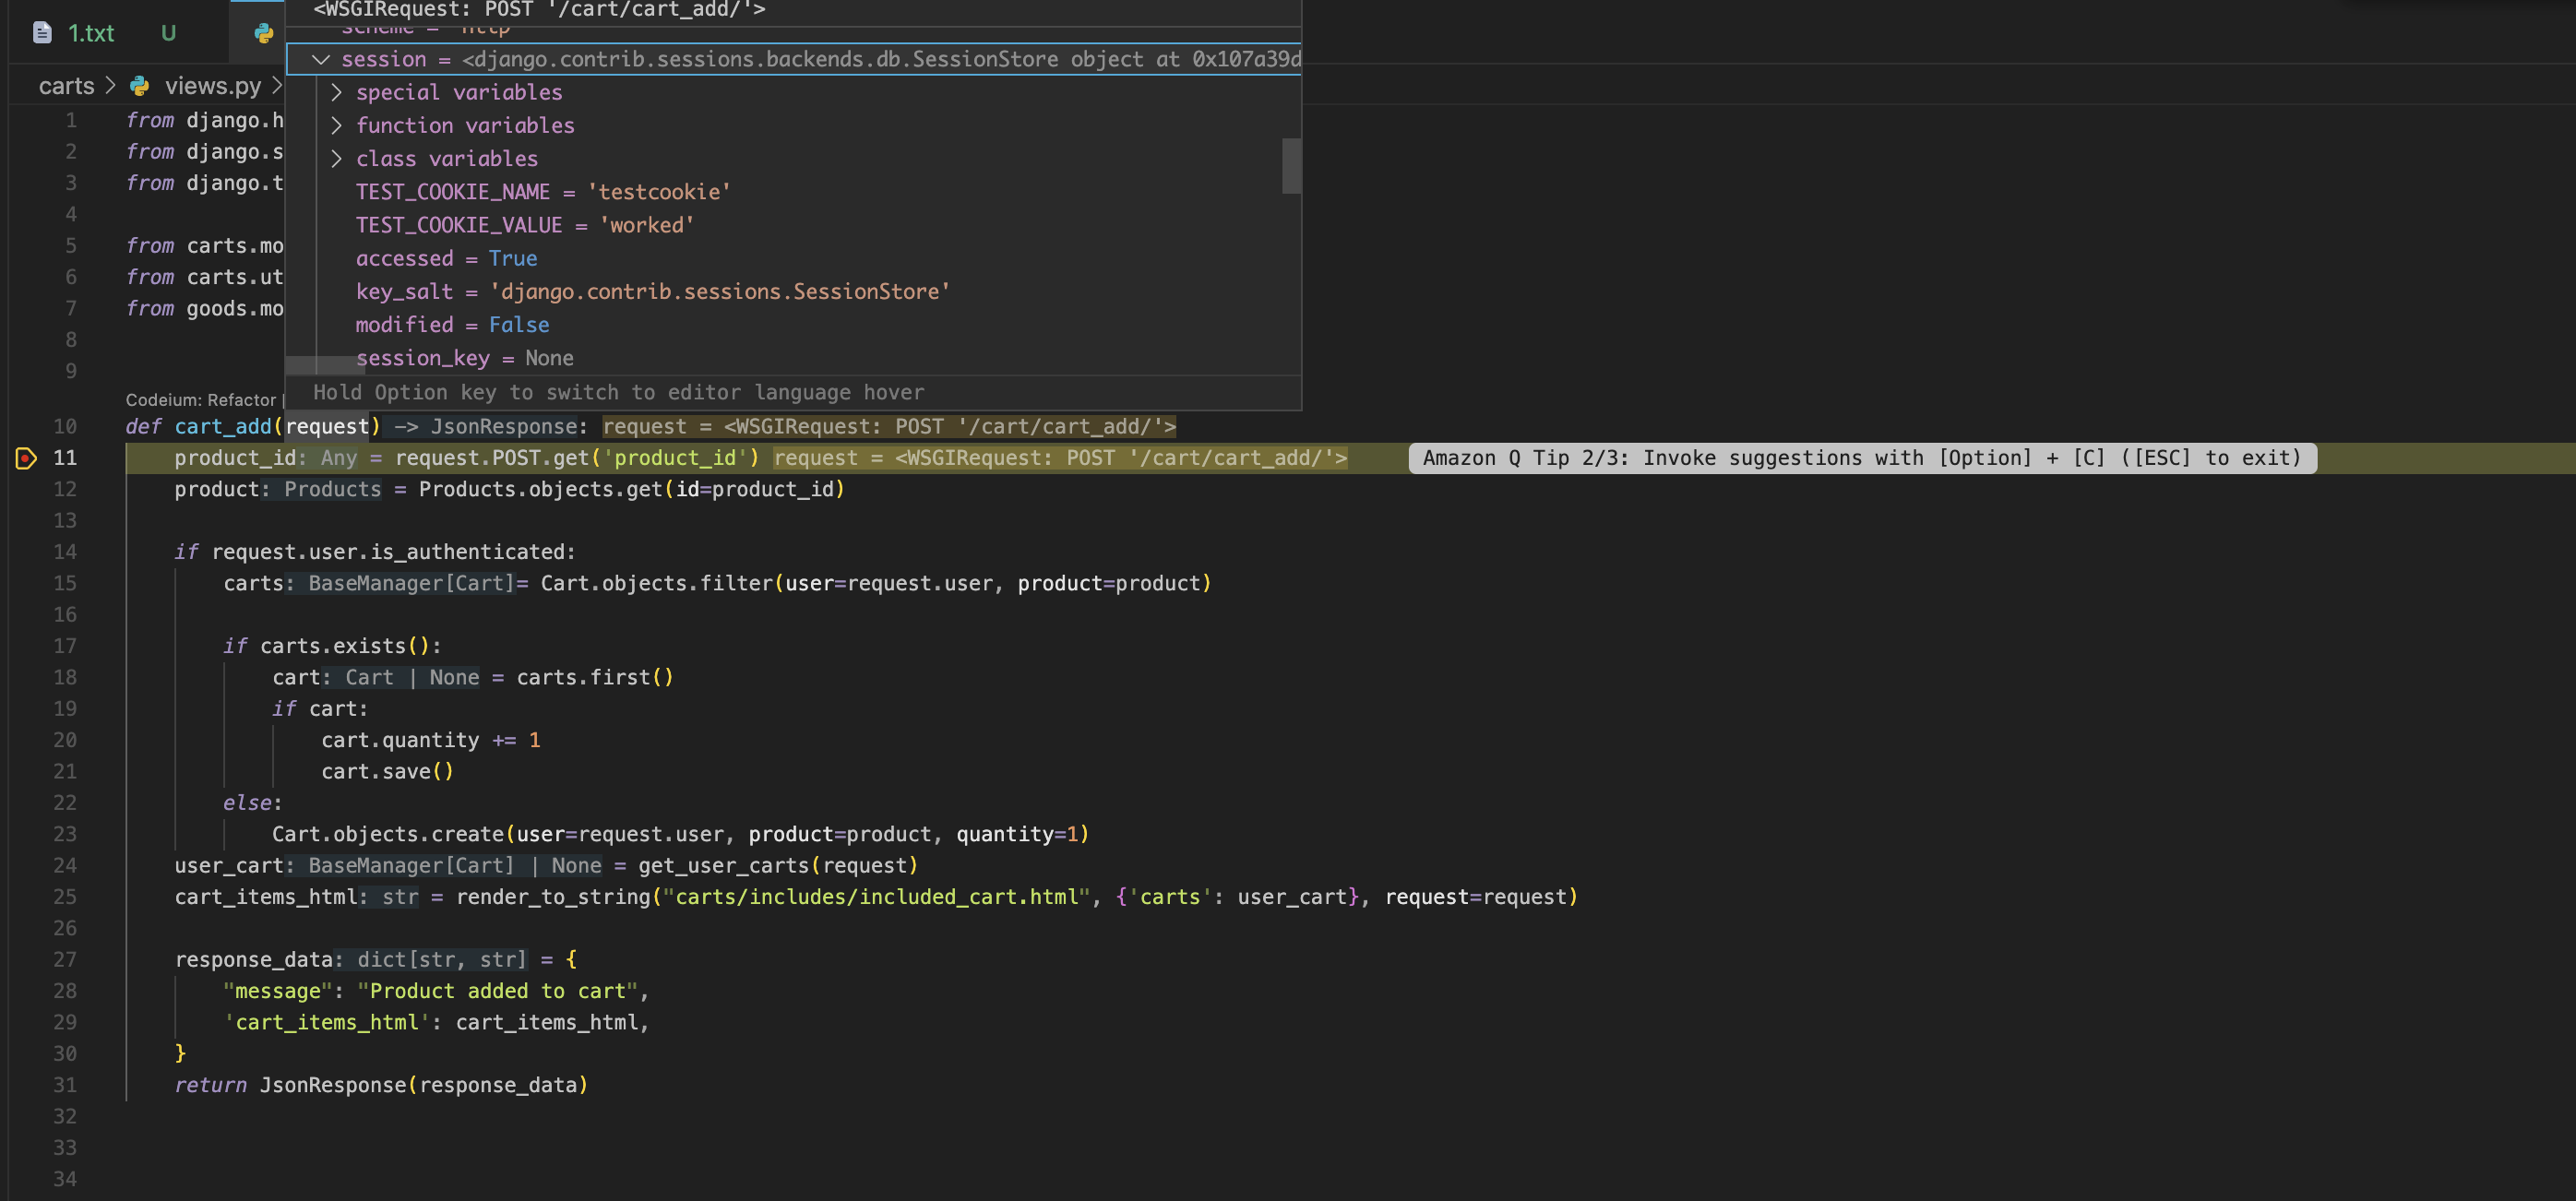 <WSGIRequest: POST '/cart/cart_add/'>
1.txt U
scheme = 'http'
session = <django.contrib.sessions.backends.db.SessionStore object at 0x107a39d
carts > views.py >
special variables
function variables
class variables
TEST_COOKIE_NAME = 'testcookie'
TEST_COOKIE_VALUE = 'worked'
accessed = True
key_salt = 'django.contrib.sessions.SessionStore'
modified = False
session_key = None
Hold Option key to switch to editor language hover
1 from django.h
2 from django.s
3 from django.t
4
5 from carts.mo
6 from carts.ut
7 from goods.mo
8
9
Codeium: Refactor |
10 def cart_add(request) -> JsonResponse: request = <WSGIRequest: POST '/cart/cart_add/'>
11 product_id: Any = request.POST.get('product_id') request = <WSGIRequest: POST '/cart/cart_add/'> Amazon Q Tip 2/3: Invoke suggestions with [Option] + [C] ([ESC] to exit)
12 product: Products = Products.objects.get(id=product_id)
13
14 if request.user.is_authenticated:
15 carts: BaseManager[Cart]= Cart.objects.filter(user=request.user, product=product)
16
17 if carts.exists():
18 cart: Cart | None = carts.first()
19 if cart:
20 cart.quantity += 1
21 cart.save()
22 else:
23 Cart.objects.create(user=request.user, product=product, quantity=1)
24 user_cart: BaseManager[Cart] | None = get_user_carts(request)
25 cart_items_html: str = render_to_string("carts/includes/included_cart.html", {'carts': user_cart}, request=request)
26
27 response_data: dict[str, str] = {
28 "message": "Product added to cart",
29 'cart_items_html': cart_items_html,
30 }
31 return JsonResponse(response_data)
32
33
34